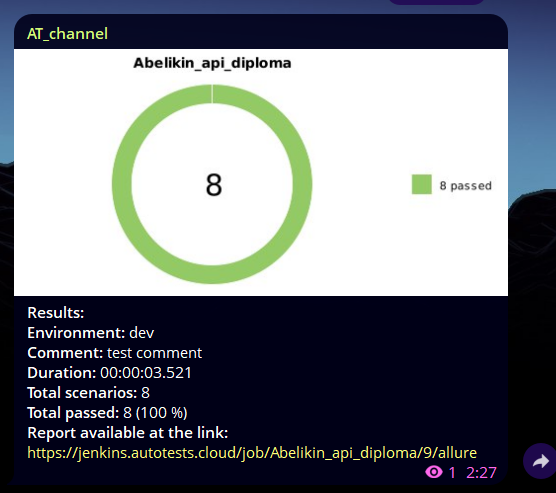 AT_channel
Abelikin_api_diploma
8
8 passed
Results:
Environment: dev
Comment: test comment
Duration: 00:00:03.521
Total scenarios: 8
Total passed: 8 (100 %)
Report available at the link:
https://jenkins.autotests.cloud/job/Abelikin_api_diploma/9/allure
1 2:27